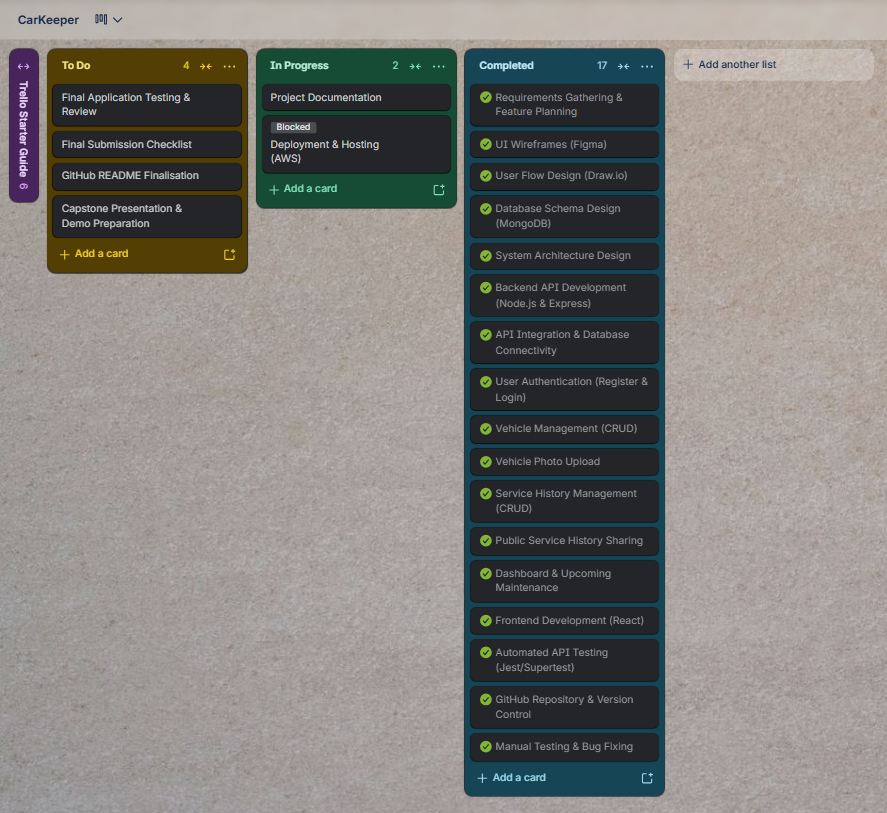 CarKeeper
Trello Starter Guide 6
To Do 4
Final Application Testing &
Review
Final Submission Checklist
GitHub README Finalisation
Capstone Presentation &
Demo Preparation
Add a card
In Progress 2
Project Documentation
Blocked
Deployment & Hosting
(AWS)
Add a card
Completed 17
Requirements Gathering &
Feature Planning
UI Wireframes (Figma)
User Flow Design (Draw.io)
Database Schema Design
(MongoDB)
System Architecture Design
Backend API Development
(Node.js & Express)
API Integration & Database
Connectivity
User Authentication (Register &
Login)
Vehicle Management (CRUD)
Vehicle Photo Upload
Service History Management
(CRUD)
Public Service History Sharing
Dashboard & Upcoming
Maintenance
Frontend Development (React)
Automated API Testing
(Jest/Supertest)
GitHub Repository & Version
Control
Manual Testing & Bug Fixing
Add a card
Add another list